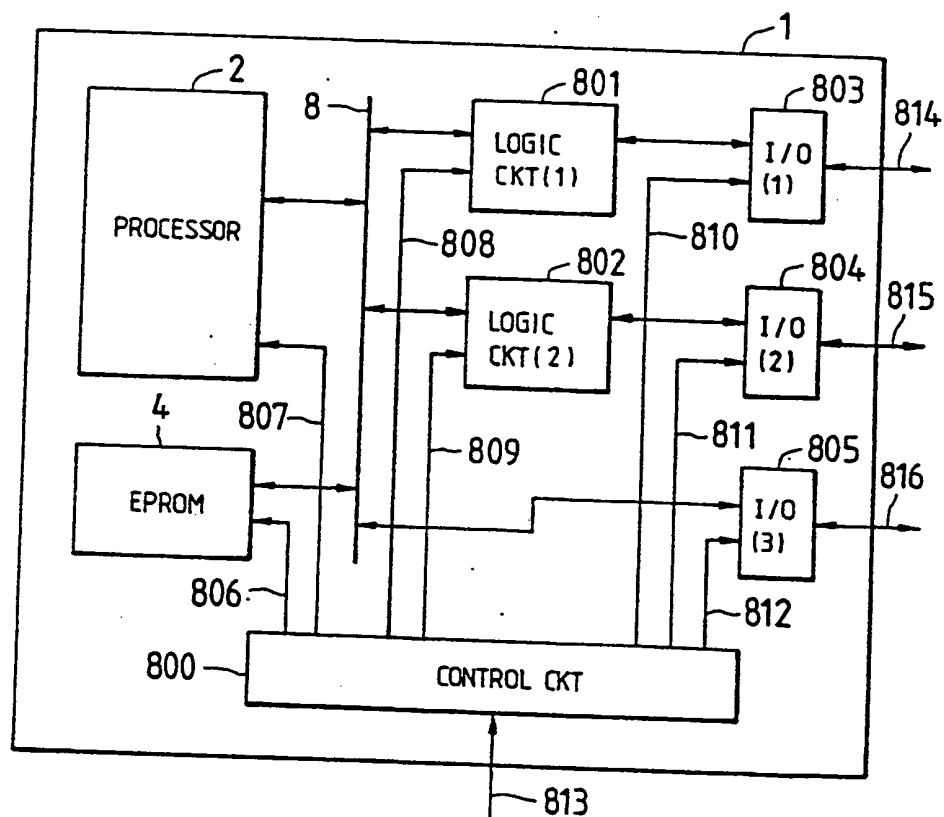 1
2
8
801
803
814
PROCESSOR
LOGIC
CKT(1)
I/O
(1)
808
810
802
804
815
LOGIC
CKT(2)
I/O
(2)
807
4
809
811
805
816
EPROM
I/O
(3)
806
812
800
CONTROL CKT
813